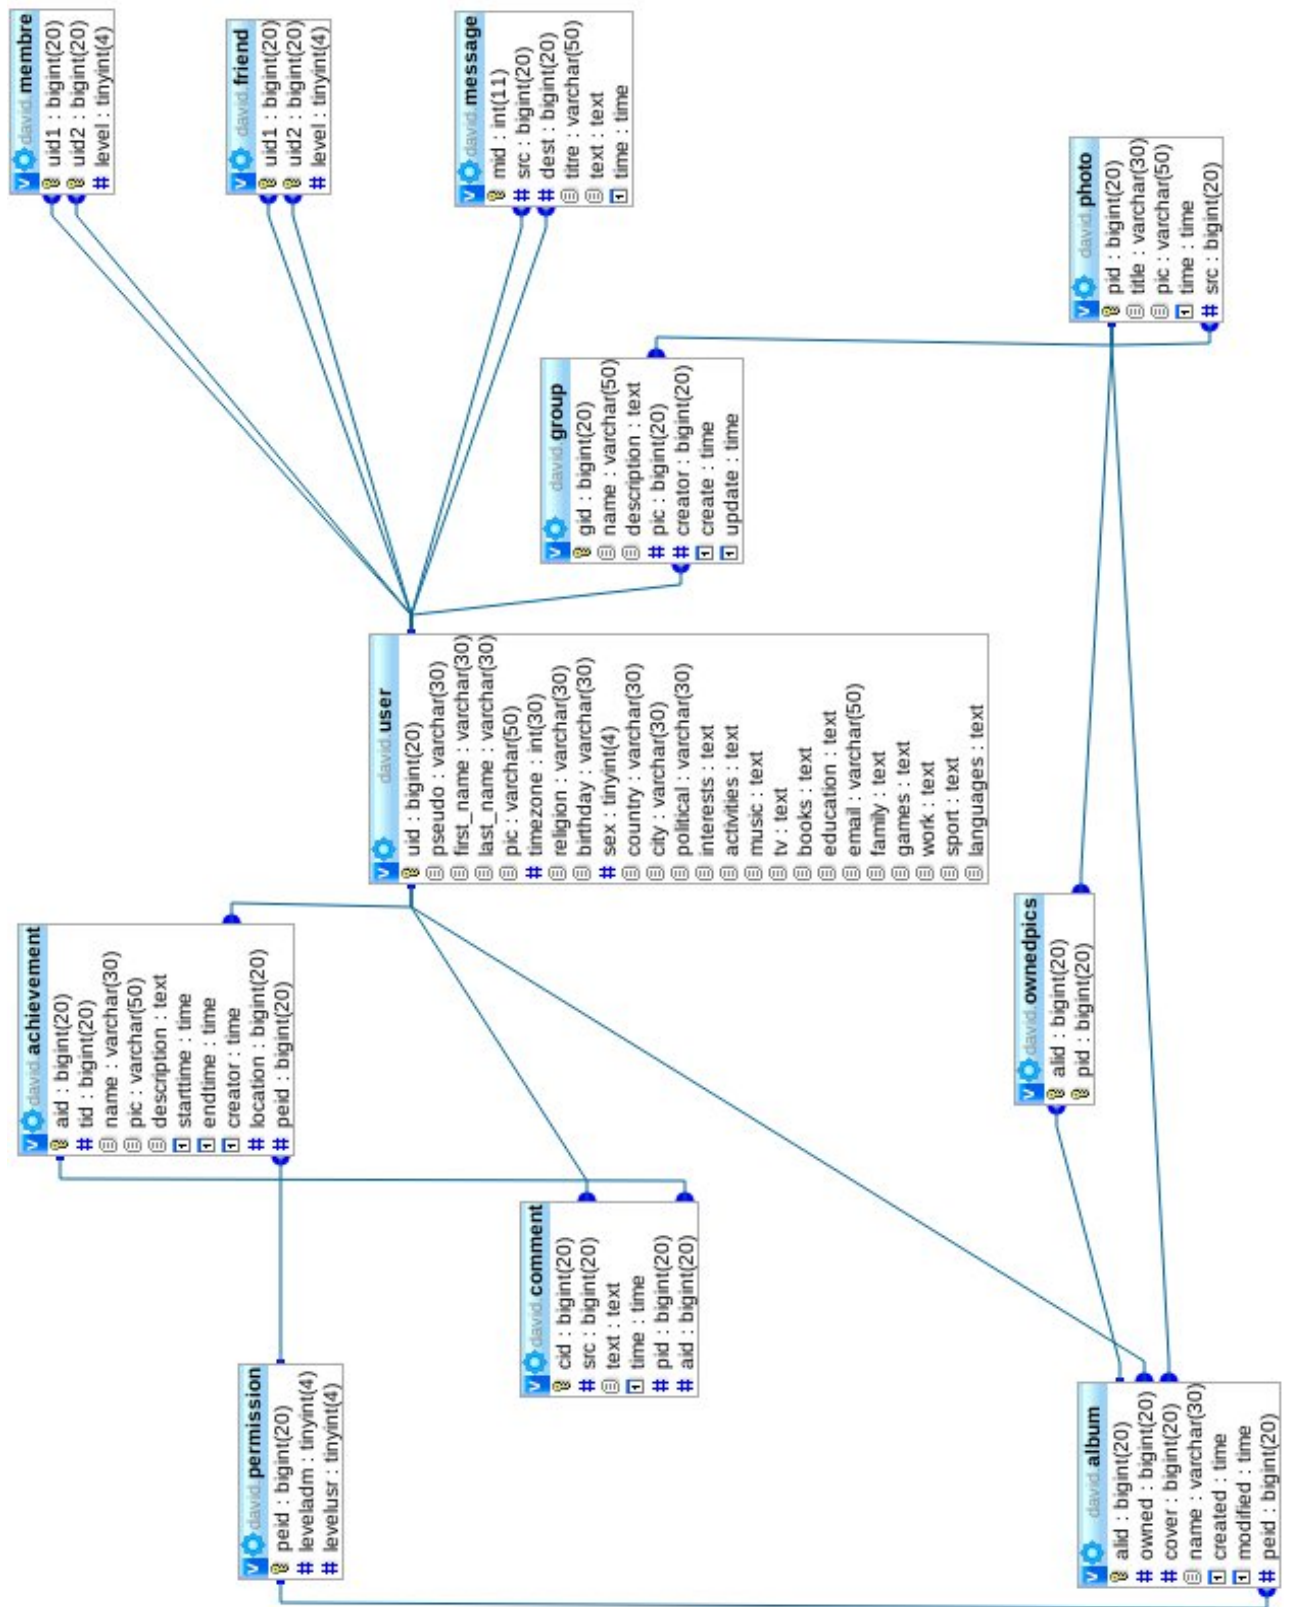 david.membre
uid1 : bigint(20)
uid2 : bigint(20)
level : tinyint(4)
david.friend
uid1 : bigint(20)
uid2 : bigint(20)
level : tinyint(4)
david.message
mid : int(11)
src : bigint(20)
dest : bigint(20)
titre : varchar(50)
text : text
time : time
david.photo
pid : bigint(20)
title : varchar(30)
pic : varchar(50)
time : time
src : bigint(20)
david.group
gid : bigint(20)
name : varchar(50)
description : text
pic : bigint(20)
creator : bigint(20)
create : time
update : time
david.user
uid : bigint(20)
pseudo : varchar(30)
first_name : varchar(30)
last_name : varchar(30)
pic : varchar(50)
timezone : int(30)
religion : varchar(30)
birthday : varchar(30)
sex : tinyint(4)
country : varchar(30)
city : varchar(30)
political : varchar(30)
interests : text
activities : text
music : text
tv : text
books : text
education : text
email : varchar(50)
family : text
games : text
work : text
sport : text
languages : text
david.achievement
aid : bigint(20)
tid : bigint(20)
name : varchar(30)
pic : varchar(50)
description : text
starttime : time
endtime : time
creator : time
location : bigint(20)
peid : bigint(20)
david.ownedpics
alid : bigint(20)
pid : bigint(20)
david.comment
cid : bigint(20)
src : bigint(20)
text : text
time : time
pid : bigint(20)
aid : bigint(20)
david.permission
peid : bigint(20)
leveladm : tinyint(4)
levelusr : tinyint(4)
david.album
alid : bigint(20)
owned : bigint(20)
cover : bigint(20)
name : varchar(30)
created : time
modified : time
peid : bigint(20)